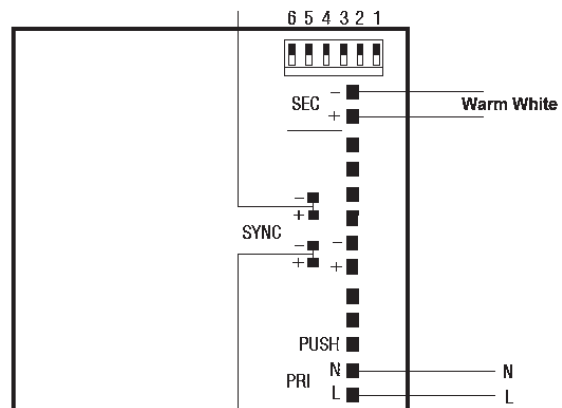 6 5 4 3 2 1
SEC -
+
Warm White
-
+
SYNC
-
+
-
+
PUSH
PRI
N
L
N
L